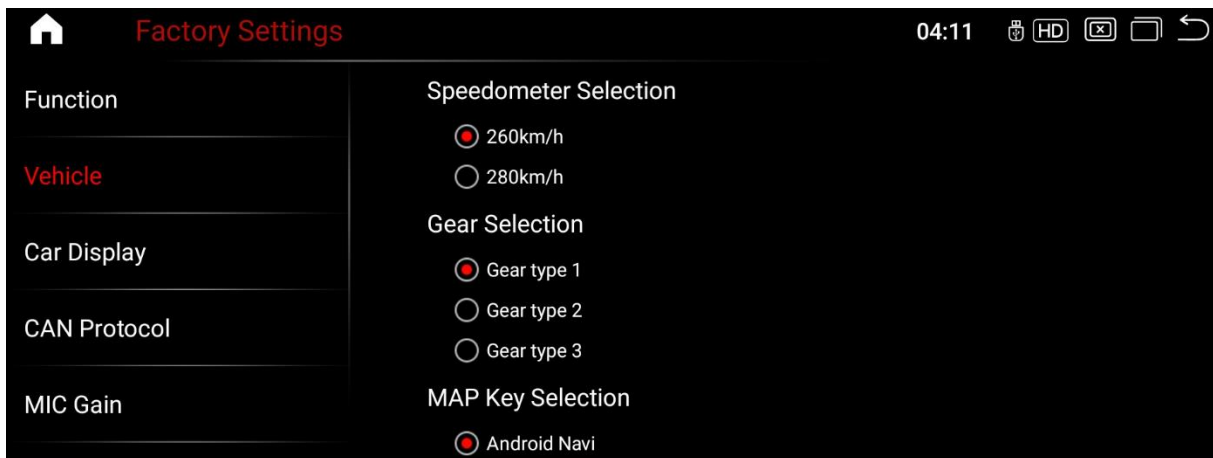 Factory Settings
04:11 HD
Function
Vehicle
Car Display
CAN Protocol
MIC Gain
Speedometer Selection
260km/h
280km/h
Gear Selection
Gear type 1
Gear type 2
Gear type 3
MAP Key Selection
Android Navi